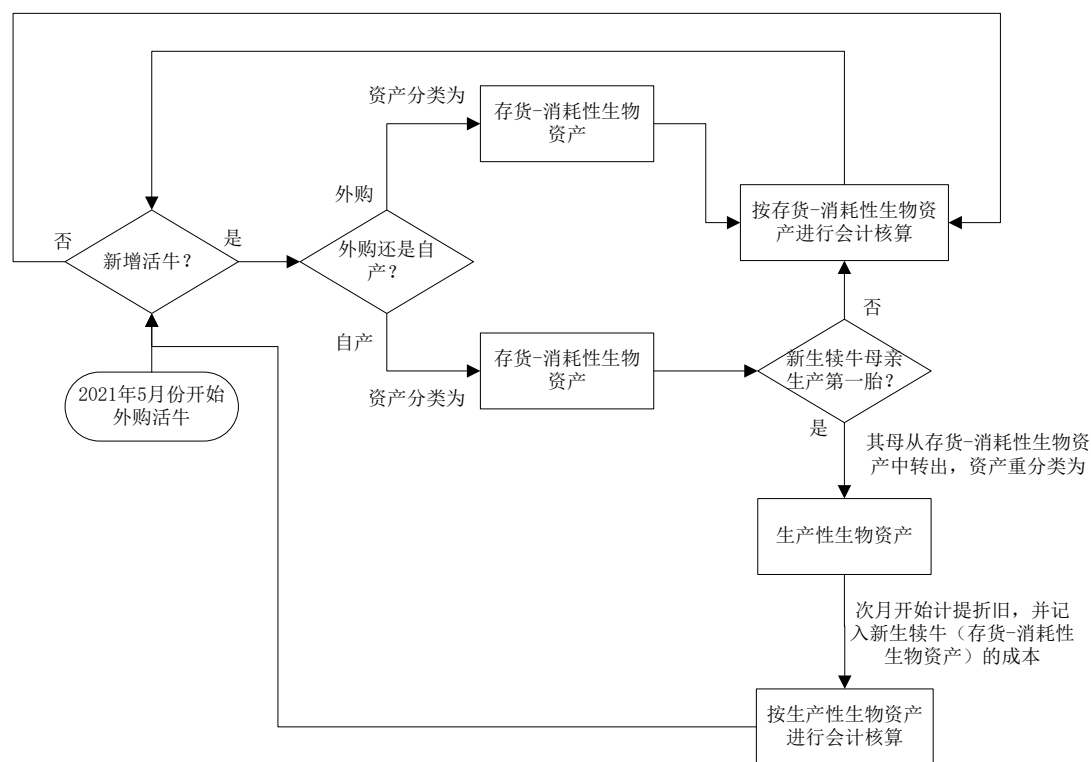 资产分类为
存货-消耗性生物
资产
外购
按存货-消耗性生物资
产进行会计核算
否
新增活牛？
是
外购还是自
产？
自产
资产分类为
存货-消耗性生物
资产
否
新生犊牛母亲
生产第一胎？
2021年5月份开始
外购活牛
是
其母从存货-消耗性生物资
产中转出，资产重分类为
生产性生物资产
次月开始计提折旧，并记
入新生犊牛（存货-消耗性
生物资产）的成本
按生产性生物资产
进行会计核算